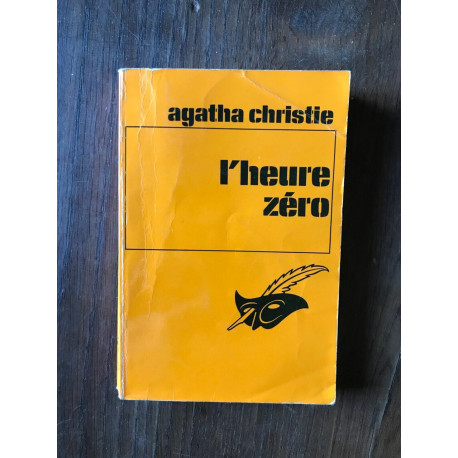 agatha christie
l'heure
zéro